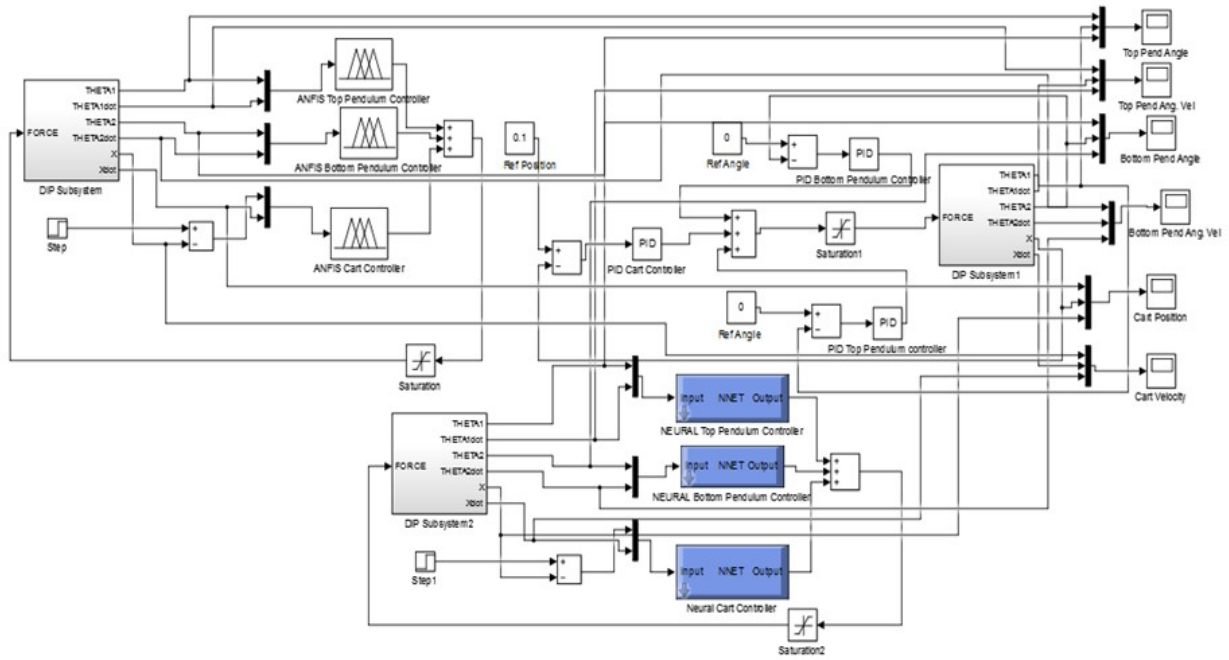 Top Pend Angle
Top Pend Ang. Vel
Bottom Pend Angle
Bottom Pend Ang. Vel
Cart Position
Cart Velocity
FORCE
THETA1
THETA1dot
THETA2
THETA2dot
X
Xdot
DIP Subsystem
Step
ANFIS Top Pendulum Controller
ANFIS Bottom Pendulum Controller
ANFIS Cart Controller
+
+
+
+
−
Saturation
0.1
Ref Position
+
−
PID
PID Cart Controller
0
Ref Angle
+
−
PID
PID Bottom Pendulum Controller
+
+
+
Saturation1
0
Ref Angle
+
−
PID
PID Top Pendulum controller
FORCE
THETA1
THETA1dot
THETA2
THETA2dot
X
Xdot
DIP Subsystem1
FORCE
THETA1
THETA1dot
THETA2
THETA2dot
X
Xdot
DIP Subsystem2
Step1
+
−
Input NNET Output
NEURAL Top Pendulum Controller
Input NNET Output
NEURAL Bottom Pendulum Controller
Input NNET Output
Neural Cart Controller
+
+
+
Saturation2